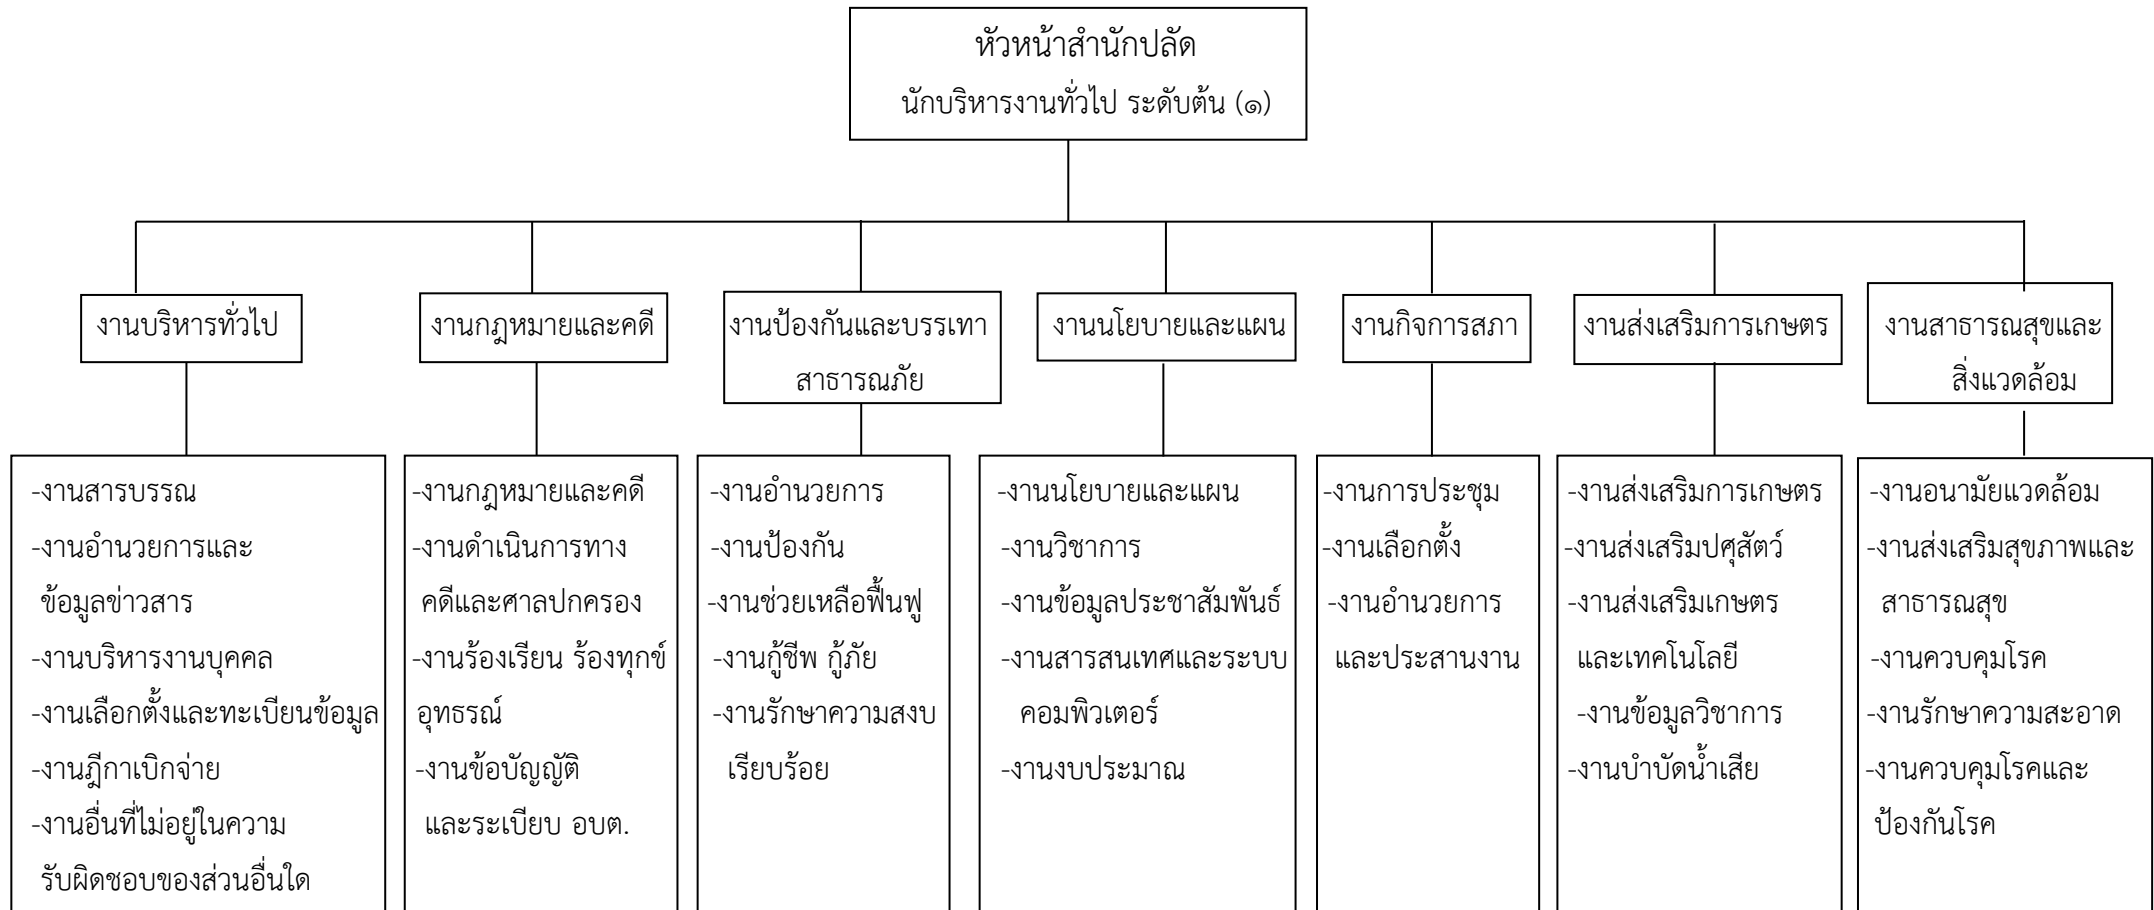 หัวหน้าสำนักปลัด
นักบริหารงานทั่วไป ระดับต้น (๑)
งานบริหารทั่วไป
งานกฎหมายและคดี
งานป้องกันและบรรเทา
สาธารณภัย
งานนโยบายและแผน
งานกิจการสภา
งานส่งเสริมการเกษตร
งานสาธารณสุขและ
สิ่งแวดล้อม
-งานสารบรรณ
-งานอำนวยการและ
ข้อมูลข่าวสาร
-งานบริหารงานบุคคล
-งานเลือกตั้งและทะเบียนข้อมูล
-งานฎีกาเบิกจ่าย
-งานอื่นที่ไม่อยู่ในความ
รับผิดชอบของส่วนอื่นใด
-งานกฎหมายและคดี
-งานดำเนินการทาง
คดีและศาลปกครอง
-งานร้องเรียน ร้องทุกข์
อุทธรณ์
-งานข้อบัญญัติ
และระเบียบ อบต.
-งานอำนวยการ
-งานป้องกัน
-งานช่วยเหลือฟื้นฟู
-งานกู้ชีพ กู้ภัย
-งานรักษาความสงบ
เรียบร้อย
-งานนโยบายและแผน
-งานวิชาการ
-งานข้อมูลประชาสัมพันธ์
-งานสารสนเทศและระบบ
คอมพิวเตอร์
-งานงบประมาณ
-งานการประชุม
-งานเลือกตั้ง
-งานอำนวยการ
และประสานงาน
-งานส่งเสริมการเกษตร
-งานส่งเสริมปศุสัตว์
-งานส่งเสริมเกษตร
และเทคโนโลยี
-งานข้อมูลวิชาการ
-งานบำบัดน้ำเสีย
-งานอนามัยแวดล้อม
-งานส่งเสริมสุขภาพและ
สาธารณสุข
-งานควบคุมโรค
-งานรักษาความสะอาด
-งานควบคุมโรคและ
ป้องกันโรค